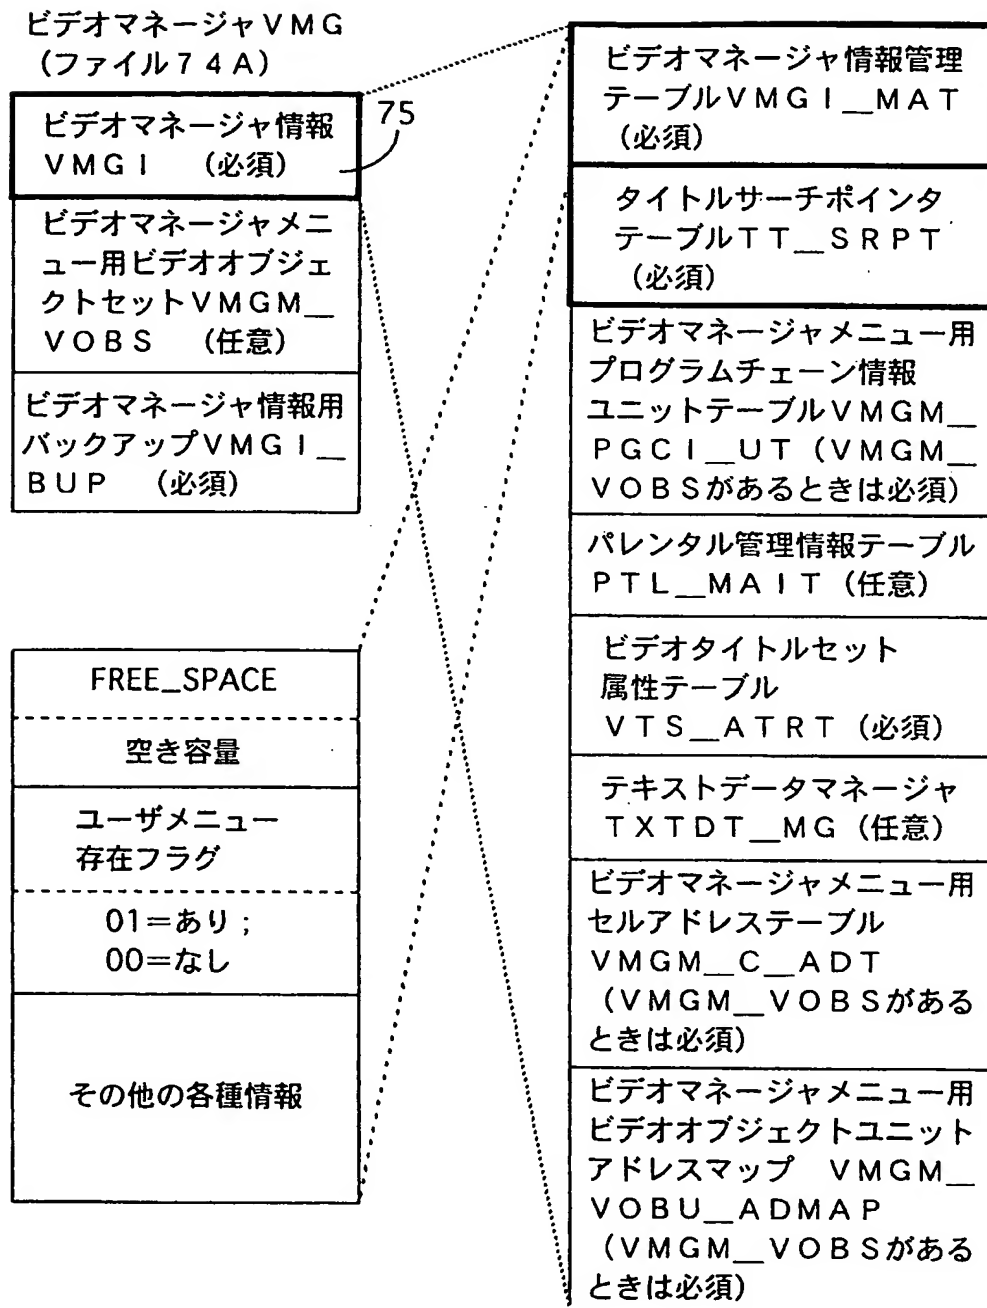 ビデオマネージャVMG
(ファイル74A)
ビデオマネージャ情報
VMGI (必須)
75
ビデオマネージャメニ
ュー用ビデオオブジェ
クトセットVMGM__
VOBS (任意)
ビデオマネージャ情報用
バックアップVMGI__
BUP (必須)
FREE_SPACE
空き容量
ユーザメニュー
存在フラグ
01=あり;
00=なし
その他の各種情報
ビデオマネージャ情報管理
テーブルVMGI__MAT
(必須)
タイトルサーチポインタ
テーブルTT__SRPT
(必須)
ビデオマネージャメニュー用
プログラムチェーン情報
ユニットテーブルVMGM__
PGCI__UT(VMGM__
VOBSがあるときは必須)
パレンタル管理情報テーブル
PTL__MAIT(任意)
ビデオタイトルセット
属性テーブル
VTS__ATRT(必須)
テキストデータマネージャ
TXTDT__MG(任意)
ビデオマネージャメニュー用
セルアドレステーブル
VMGM__C__ADT
(VMGM__VOBSがある
ときは必須)
ビデオマネージャメニュー用
ビデオオブジェクトユニット
アドレスマップ VMGM__
VOBU__ADMAP
(VMGM__VOBSがある
ときは必須)